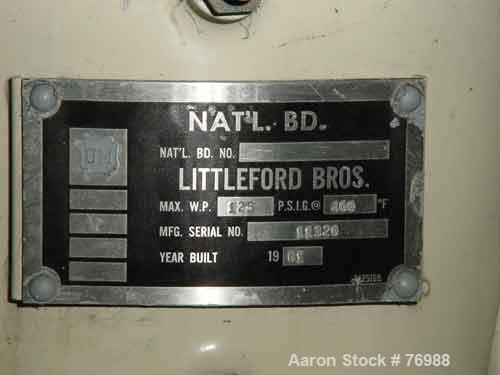 NAT'L. BD.
UM
NAT'L. BD. NO.
LITTLEFORD BROS.
MAX. W.P. 125 P.S.I.G.@ °F
MFG. SERIAL NO. 11320
YEAR BUILT 19
Aaron Stock # 76988